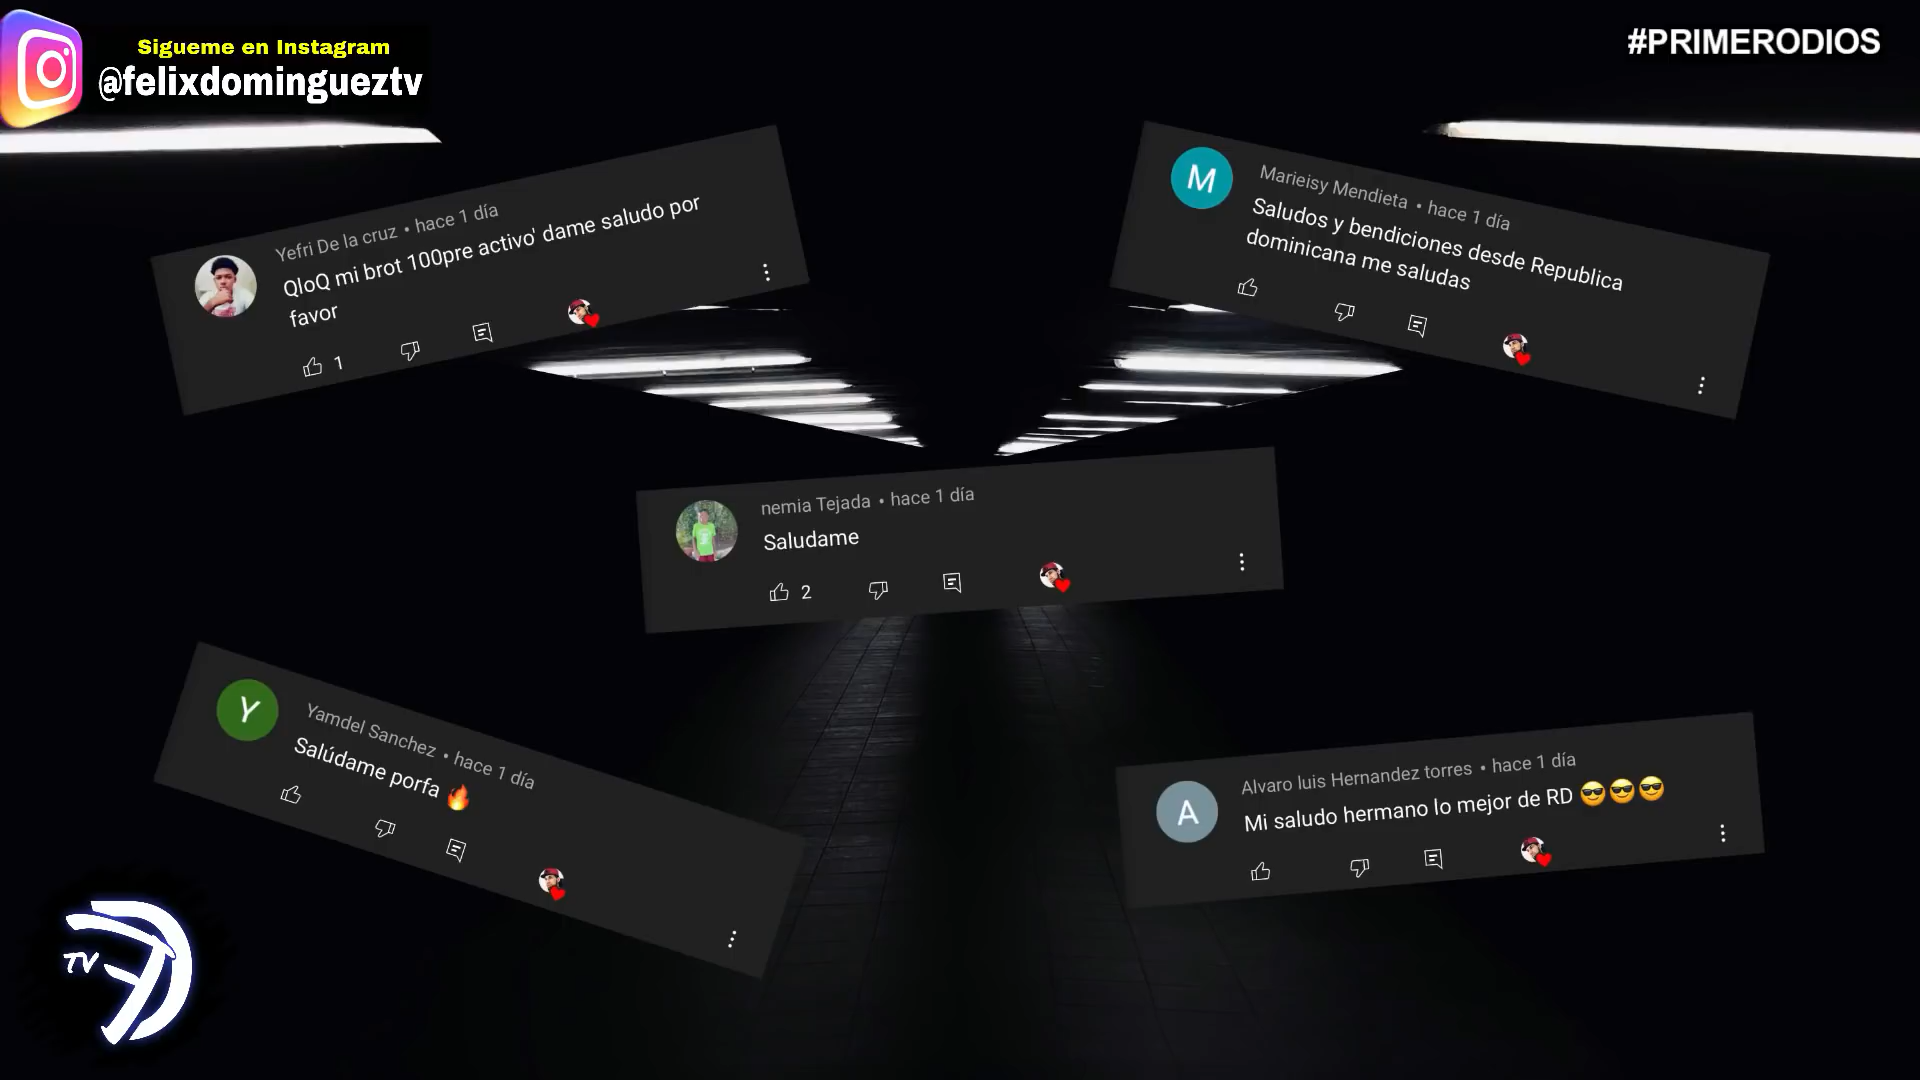 Sigueme en Instagram
@felixdomingueztv
#PRIMERODIOS
Yefri De la cruz • hace 1 día
QloQ mi brot 100pre activo' dame saludo por
favor
1
M
Marieisy Mendieta • hace 1 día
Saludos y bendiciones desde Republica
dominicana me saludas
nemia Tejada • hace 1 día
Saludame
2
Y
Yamdel Sanchez • hace 1 día
Salúdame porfa 🔥
A
Alvaro luis Hernandez torres • hace 1 día
Mi saludo hermano lo mejor de RD 😎😎😎
TV